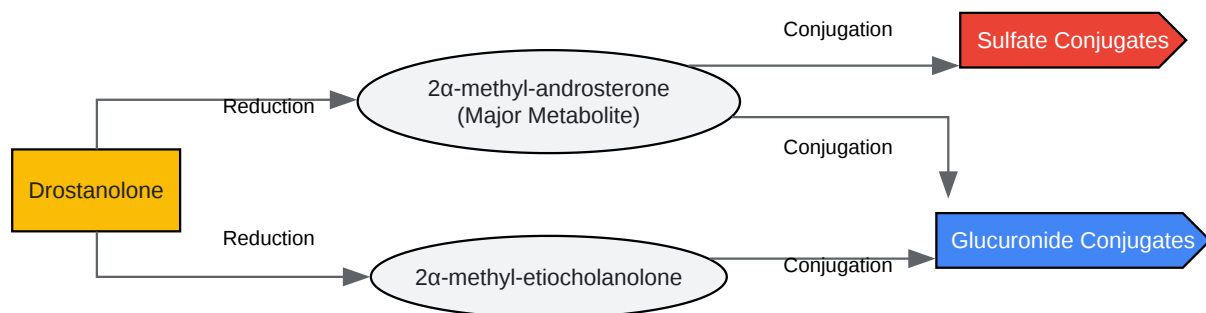 Conjugation
Sulfate Conjugates
2α-methyl-androsterone
(Major Metabolite)
Reduction
Conjugation
Drostanolone
Reduction
Glucuronide Conjugates
Conjugation
2α-methyl-etiocholanolone